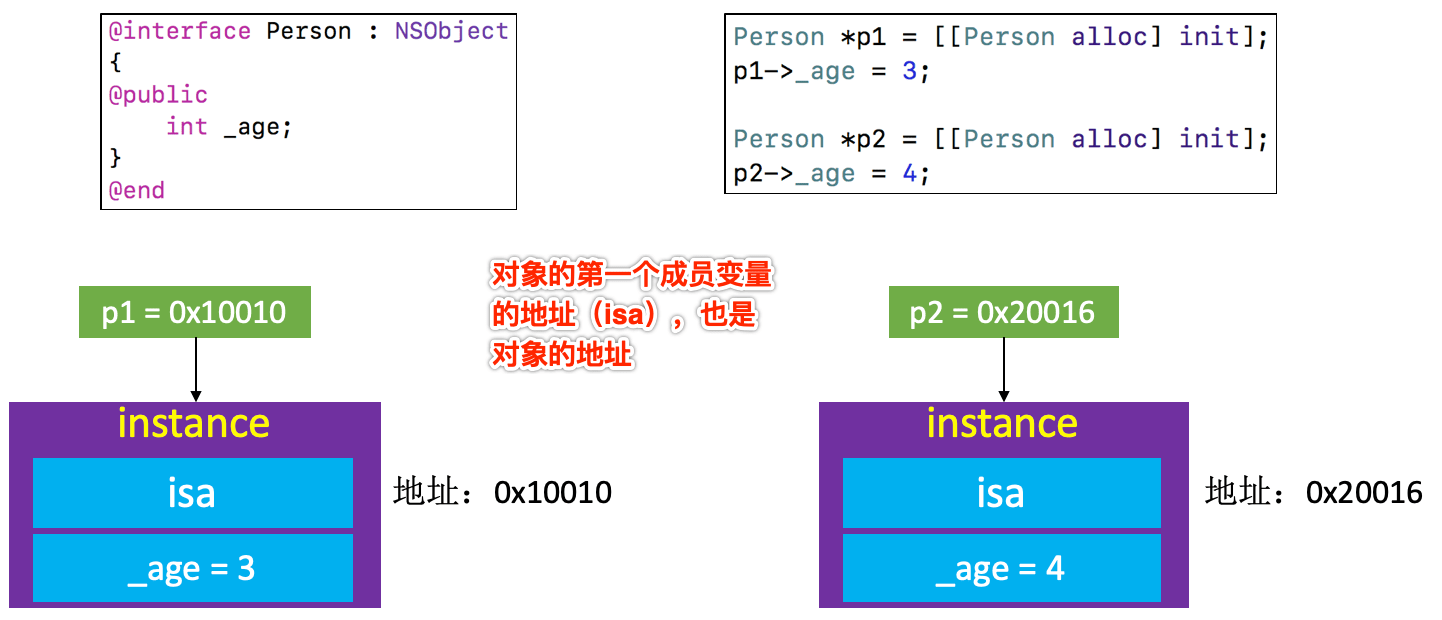 @interface Person : NSObject
{
@public
    int _age;
}
@end
Person *p1 = [[Person alloc] init];
p1->_age = 3;
Person *p2 = [[Person alloc] init];
p2->_age = 4;
对象的第一个成员变量
的地址（isa），也是
对象的地址
p1 = 0x10010
instance
isa
_age = 3
地址：0x10010
p2 = 0x20016
instance
isa
_age = 4
地址：0x20016